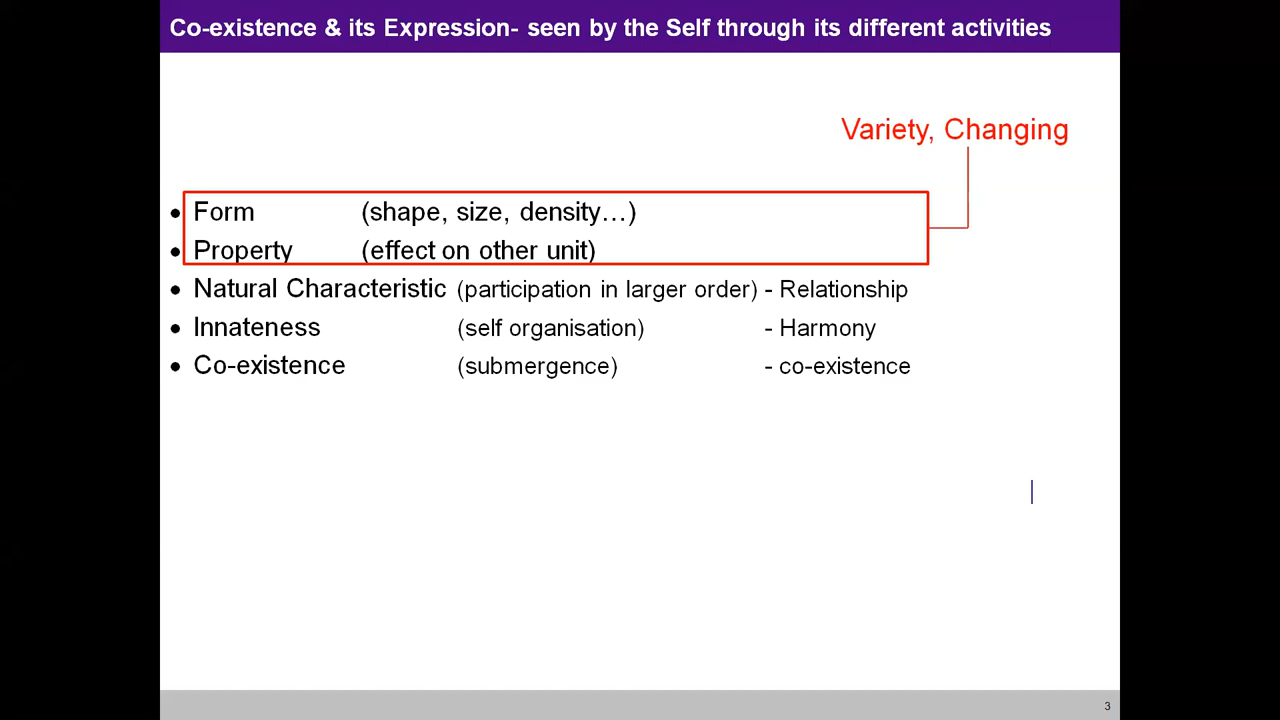 Co-existence & its Expression- seen by the Self through its different activities
Variety, Changing
• Form (shape, size, density…)
• Property (effect on other unit)
• Natural Characteristic (participation in larger order) - Relationship
• Innateness (self organisation) - Harmony
• Co-existence (submergence) - co-existence
3